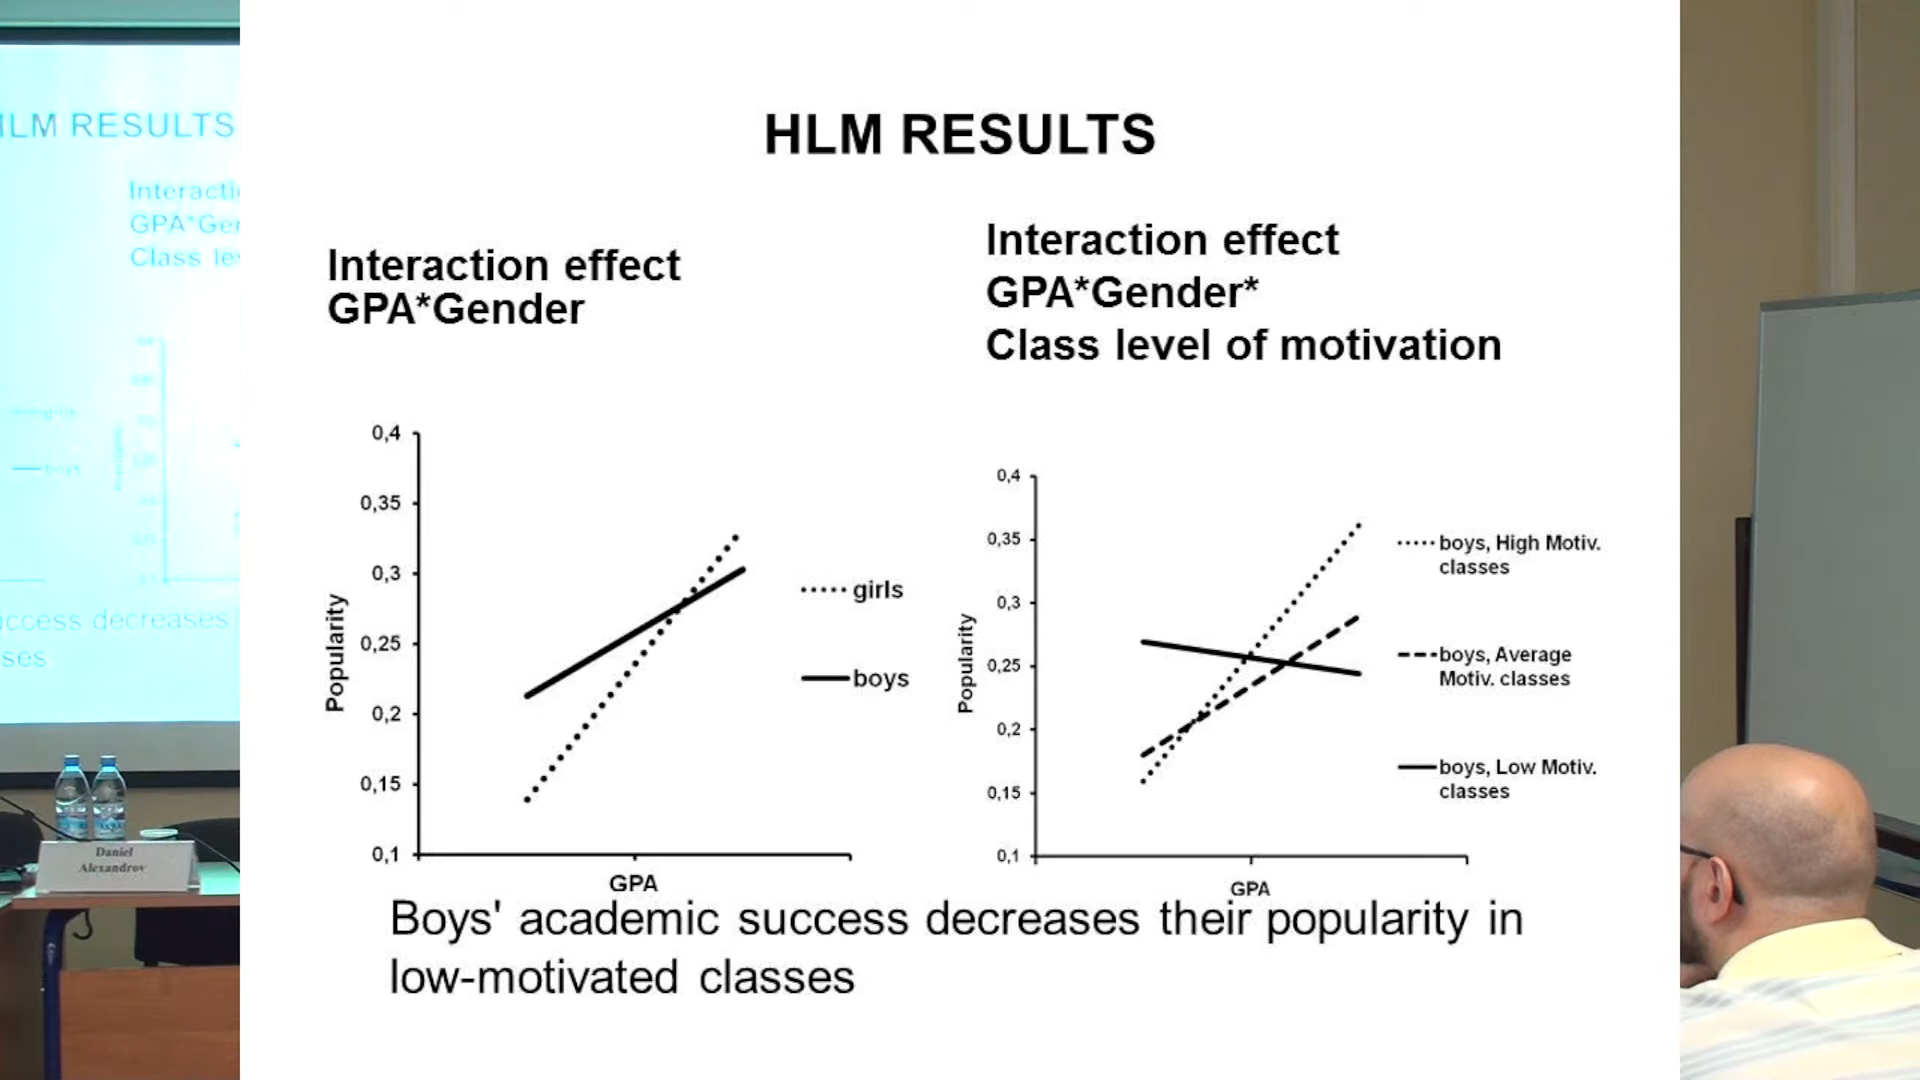 HLM RESULTS
Interaction effect
GPA*Gender
Interaction effect
GPA*Gender*
Class level of motivation
0,4
0,35
0,3
0,25
0,2
0,15
0,1
Popularity
GPA
girls
boys
0,4
0,35
0,3
0,25
0,2
0,15
0,1
Popularity
GPA
boys, High Motiv.
classes
boys, Average
Motiv. classes
boys, Low Motiv.
classes
Boys' academic success decreases their popularity in
low-motivated classes
HLM RESULTS
Interacti
GPA*Ge
Class le
girls
boys
ccess decreases
ses
Daniel
Alexandrov